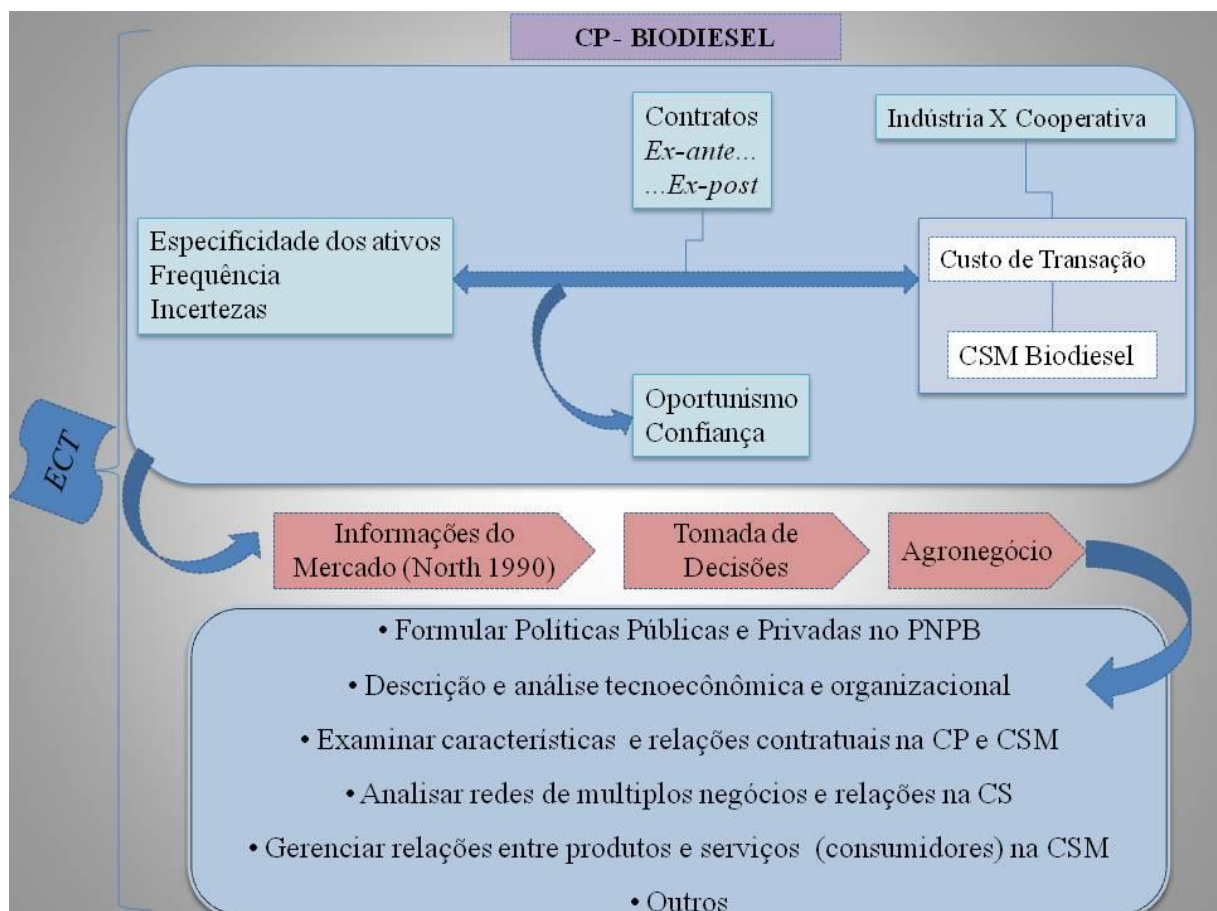 CP- BIODIESEL
Contratos
Ex-ante...
...Ex-post
Indústria X Cooperativa
Especificidade dos ativos
Frequência
Incertezas
Custo de Transação
CSM Biodiesel
Oportunismo
Confiança
ECT
Informações do
Mercado (North 1990)
Tomada de
Decisões
Agronegócio
• Formular Políticas Públicas e Privadas no PNPB
• Descrição e análise tecnoecônômica e organizacional
• Examinar características e relações contratuais na CP e CSM
• Analisar redes de multiplos negócios e relações na CS
• Gerenciar relações entre produtos e serviços (consumidores) na CSM
• Outros